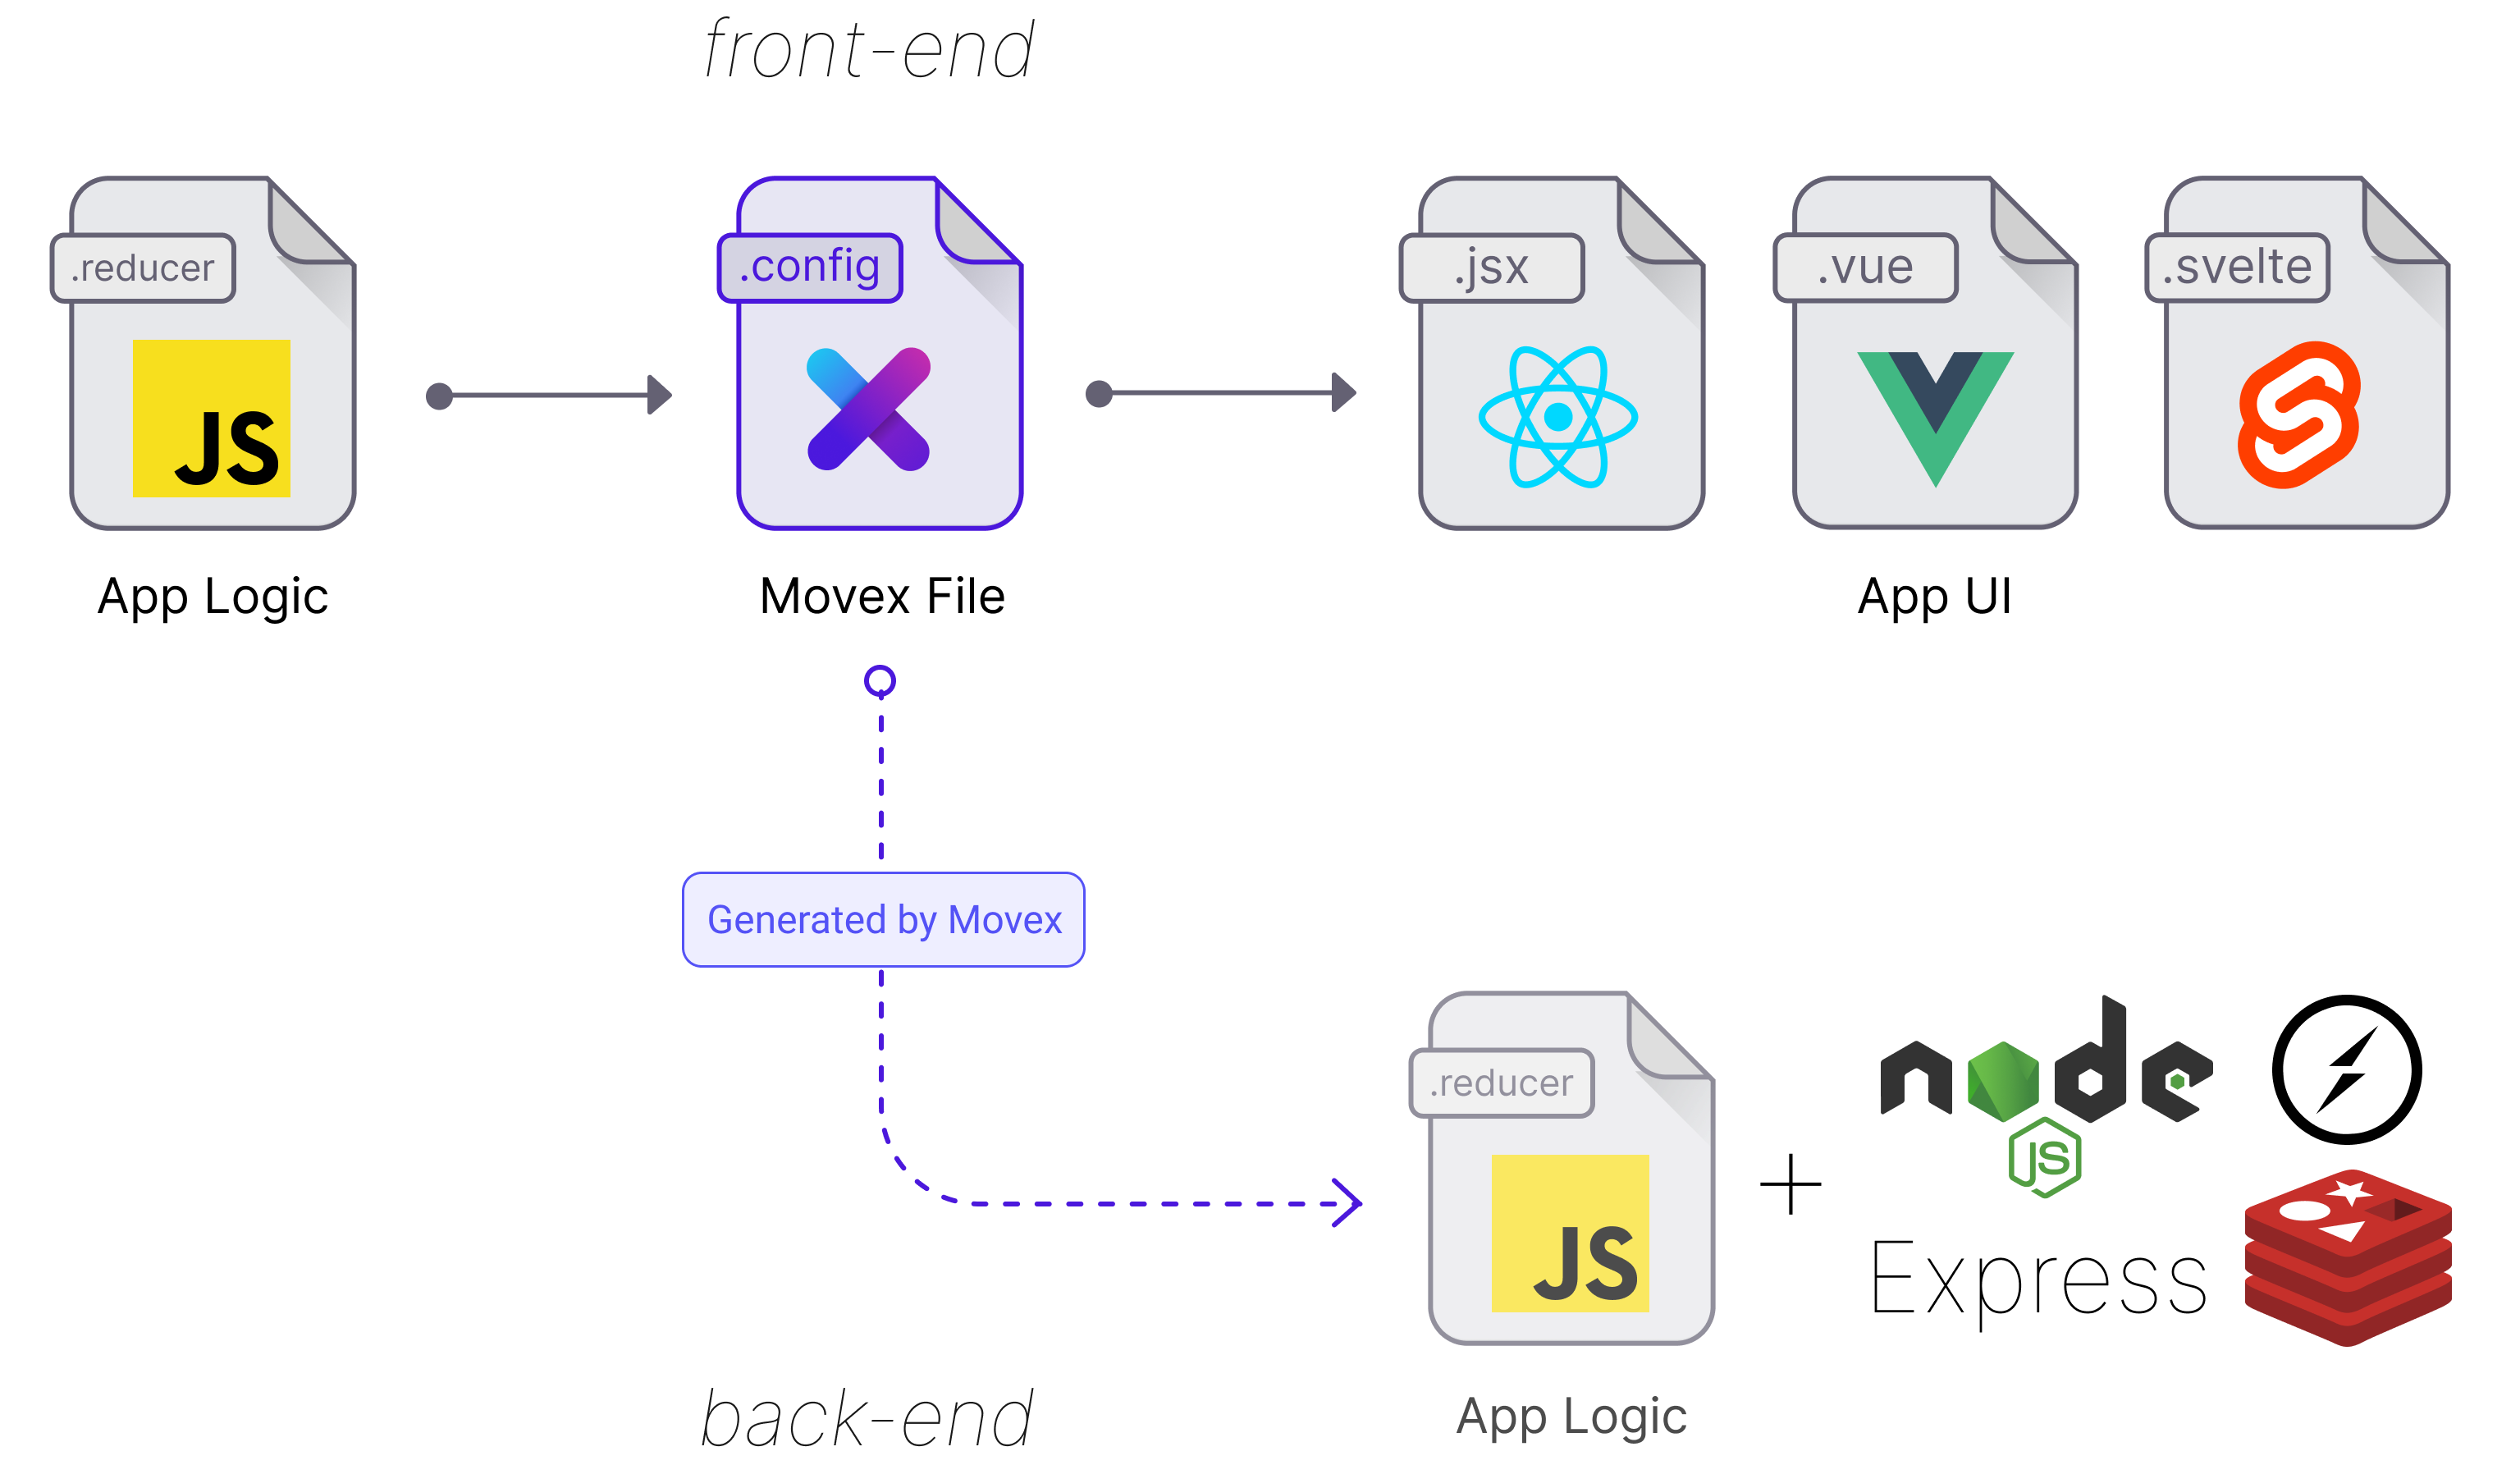 front-end
.reducer
JS
App Logic
.config
Movex File
.jsx
.vue
.svelte
App UI
Generated by Movex
.reducer
JS
App Logic
node
JS
Express
back-end